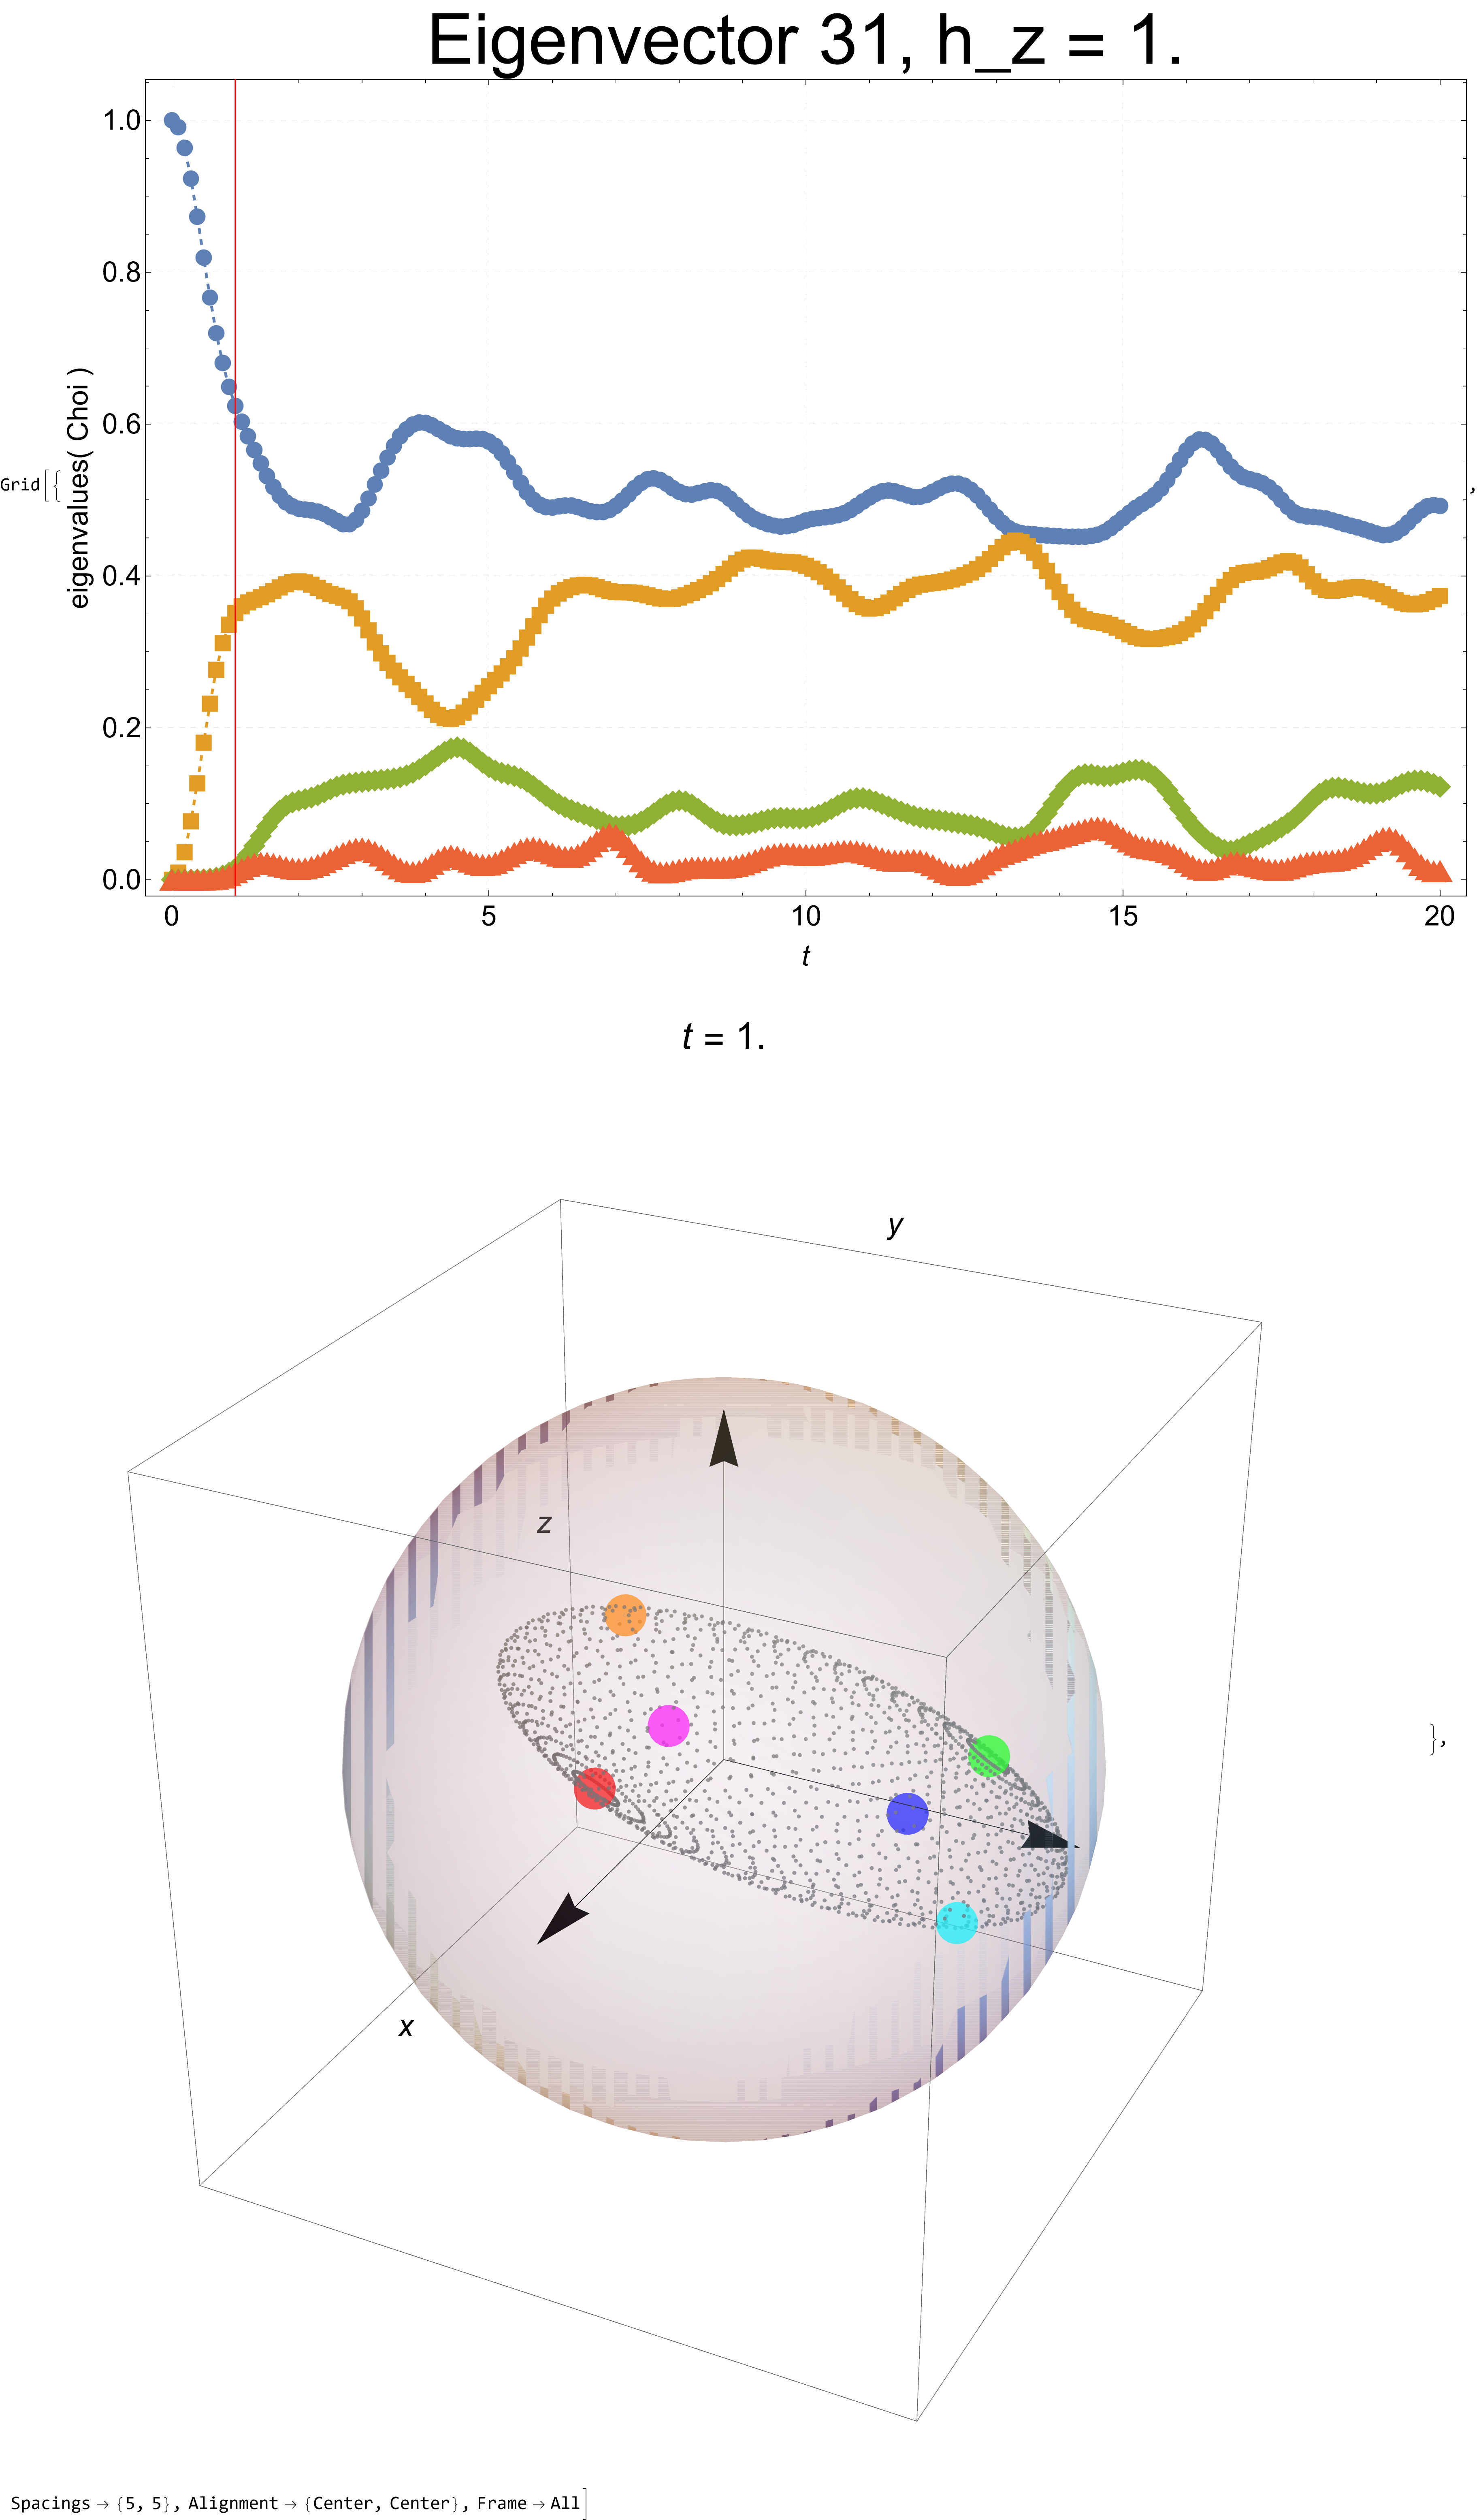 Eigenvector 31, h_z = 1.
1.0
0.8
0.6
0.4
0.2
0.0
eigenvalues( Choi )
Grid[{
,
0 5 10 15 20
t
t = 1.
y
z
x
},
Spacings → {5, 5}, Alignment → {Center, Center}, Frame → All]